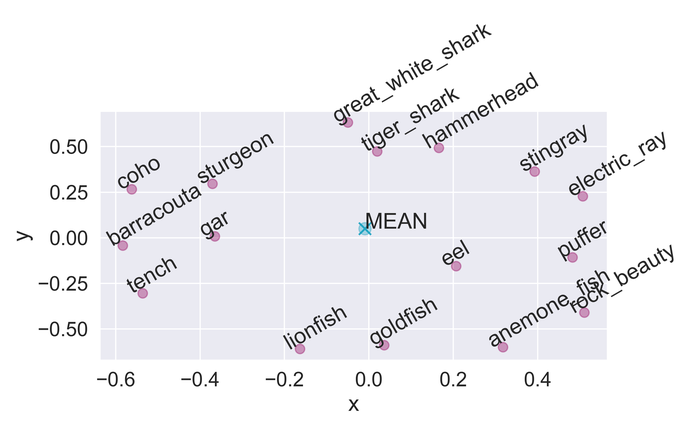 great_white_shark
tiger_shark
hammerhead
0.50
coho
sturgeon
stingray
electric_ray
0.25
barracouta
gar
MEAN
0.00
y
tench
eel
puffer
−0.25
rock_beauty
lionfish
goldfish
anemone_fish
−0.50
−0.6
−0.4
−0.2
0.0
0.2
0.4
x